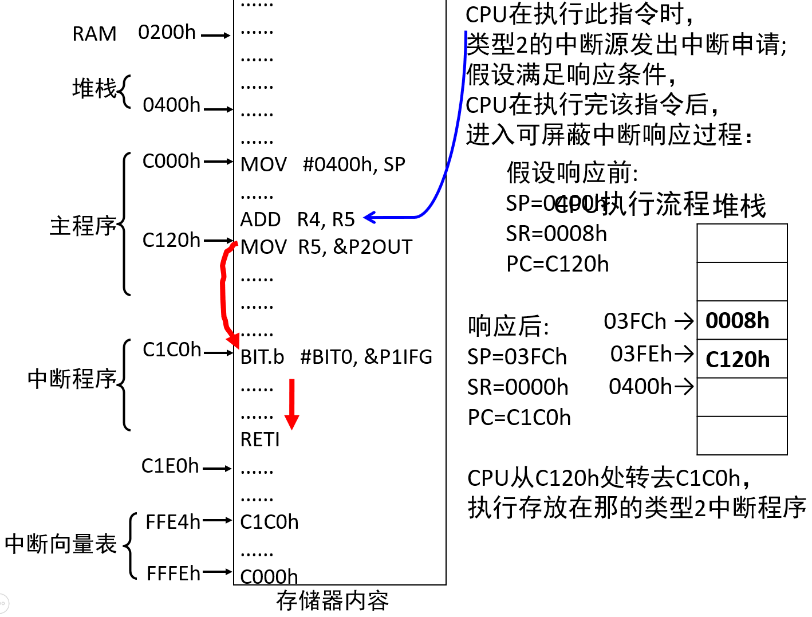 RAM 0200h
堆栈
0400h
主程序
C000h
C120h
中断程序
C1C0h
C1E0h
中断向量表
FFE4h
FFFEh
......
......
......
......
......
......
MOV #0400h, SP
......
ADD R4, R5
MOV R5, &P2OUT
......
......
......
BIT.b #BIT0, &P1IFG
......
......
RETI
......
......
C1C0h
......
C000h
存储器内容
CPU在执行此指令时,
类型2的中断源发出中断申请;
假设满足响应条件,
CPU在执行完该指令后,
进入可屏蔽中断响应过程:
假设响应前:
SP=0400h
CPU执行流程
堆栈
SR=0008h
PC=C120h
响应后:
SP=03FCh
SR=0000h
PC=C1C0h
03FCh 0008h
03FEh C120h
0400h
CPU从C120h处转去C1C0h,
执行存放在那的类型2中断程序